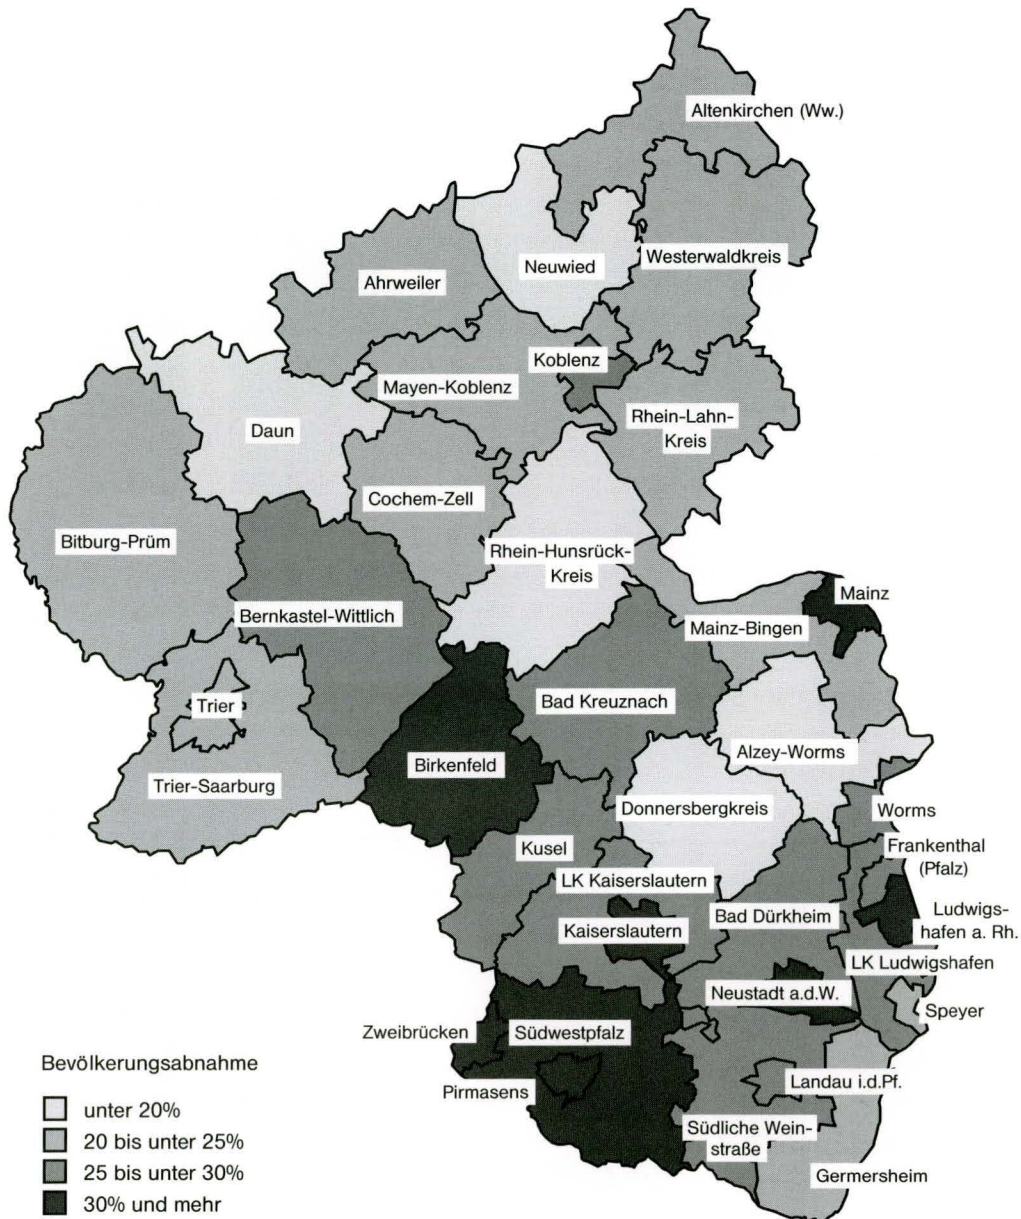 Altenkirchen (Ww.)
Neuwied
Westerwaldkreis
Ahrweiler
Koblenz
Mayen-Koblenz
Rhein-Lahn-
Kreis
Daun
Cochem-Zell
Bitburg-Prüm
Rhein-Hunsrück-
Kreis
Mainz
Bernkastel-Wittlich
Mainz-Bingen
Trier
Bad Kreuznach
Alzey-Worms
Birkenfeld
Trier-Saarburg
Donnersbergkreis
Worms
Kusel
Frankenthal
(Pfalz)
LK Kaiserslautern
Bad Dürkheim
Ludwigs-
hafen a. Rh.
Kaiserslautern
LK Ludwigshafen
Neustadt a.d.W.
Speyer
Zweibrücken
Südwestpfalz
Landau i.d.Pf.
Pirmasens
Südliche Wein-
straße
Germersheim
Bevölkerungsabnahme
unter 20%
20 bis unter 25%
25 bis unter 30%
30% und mehr